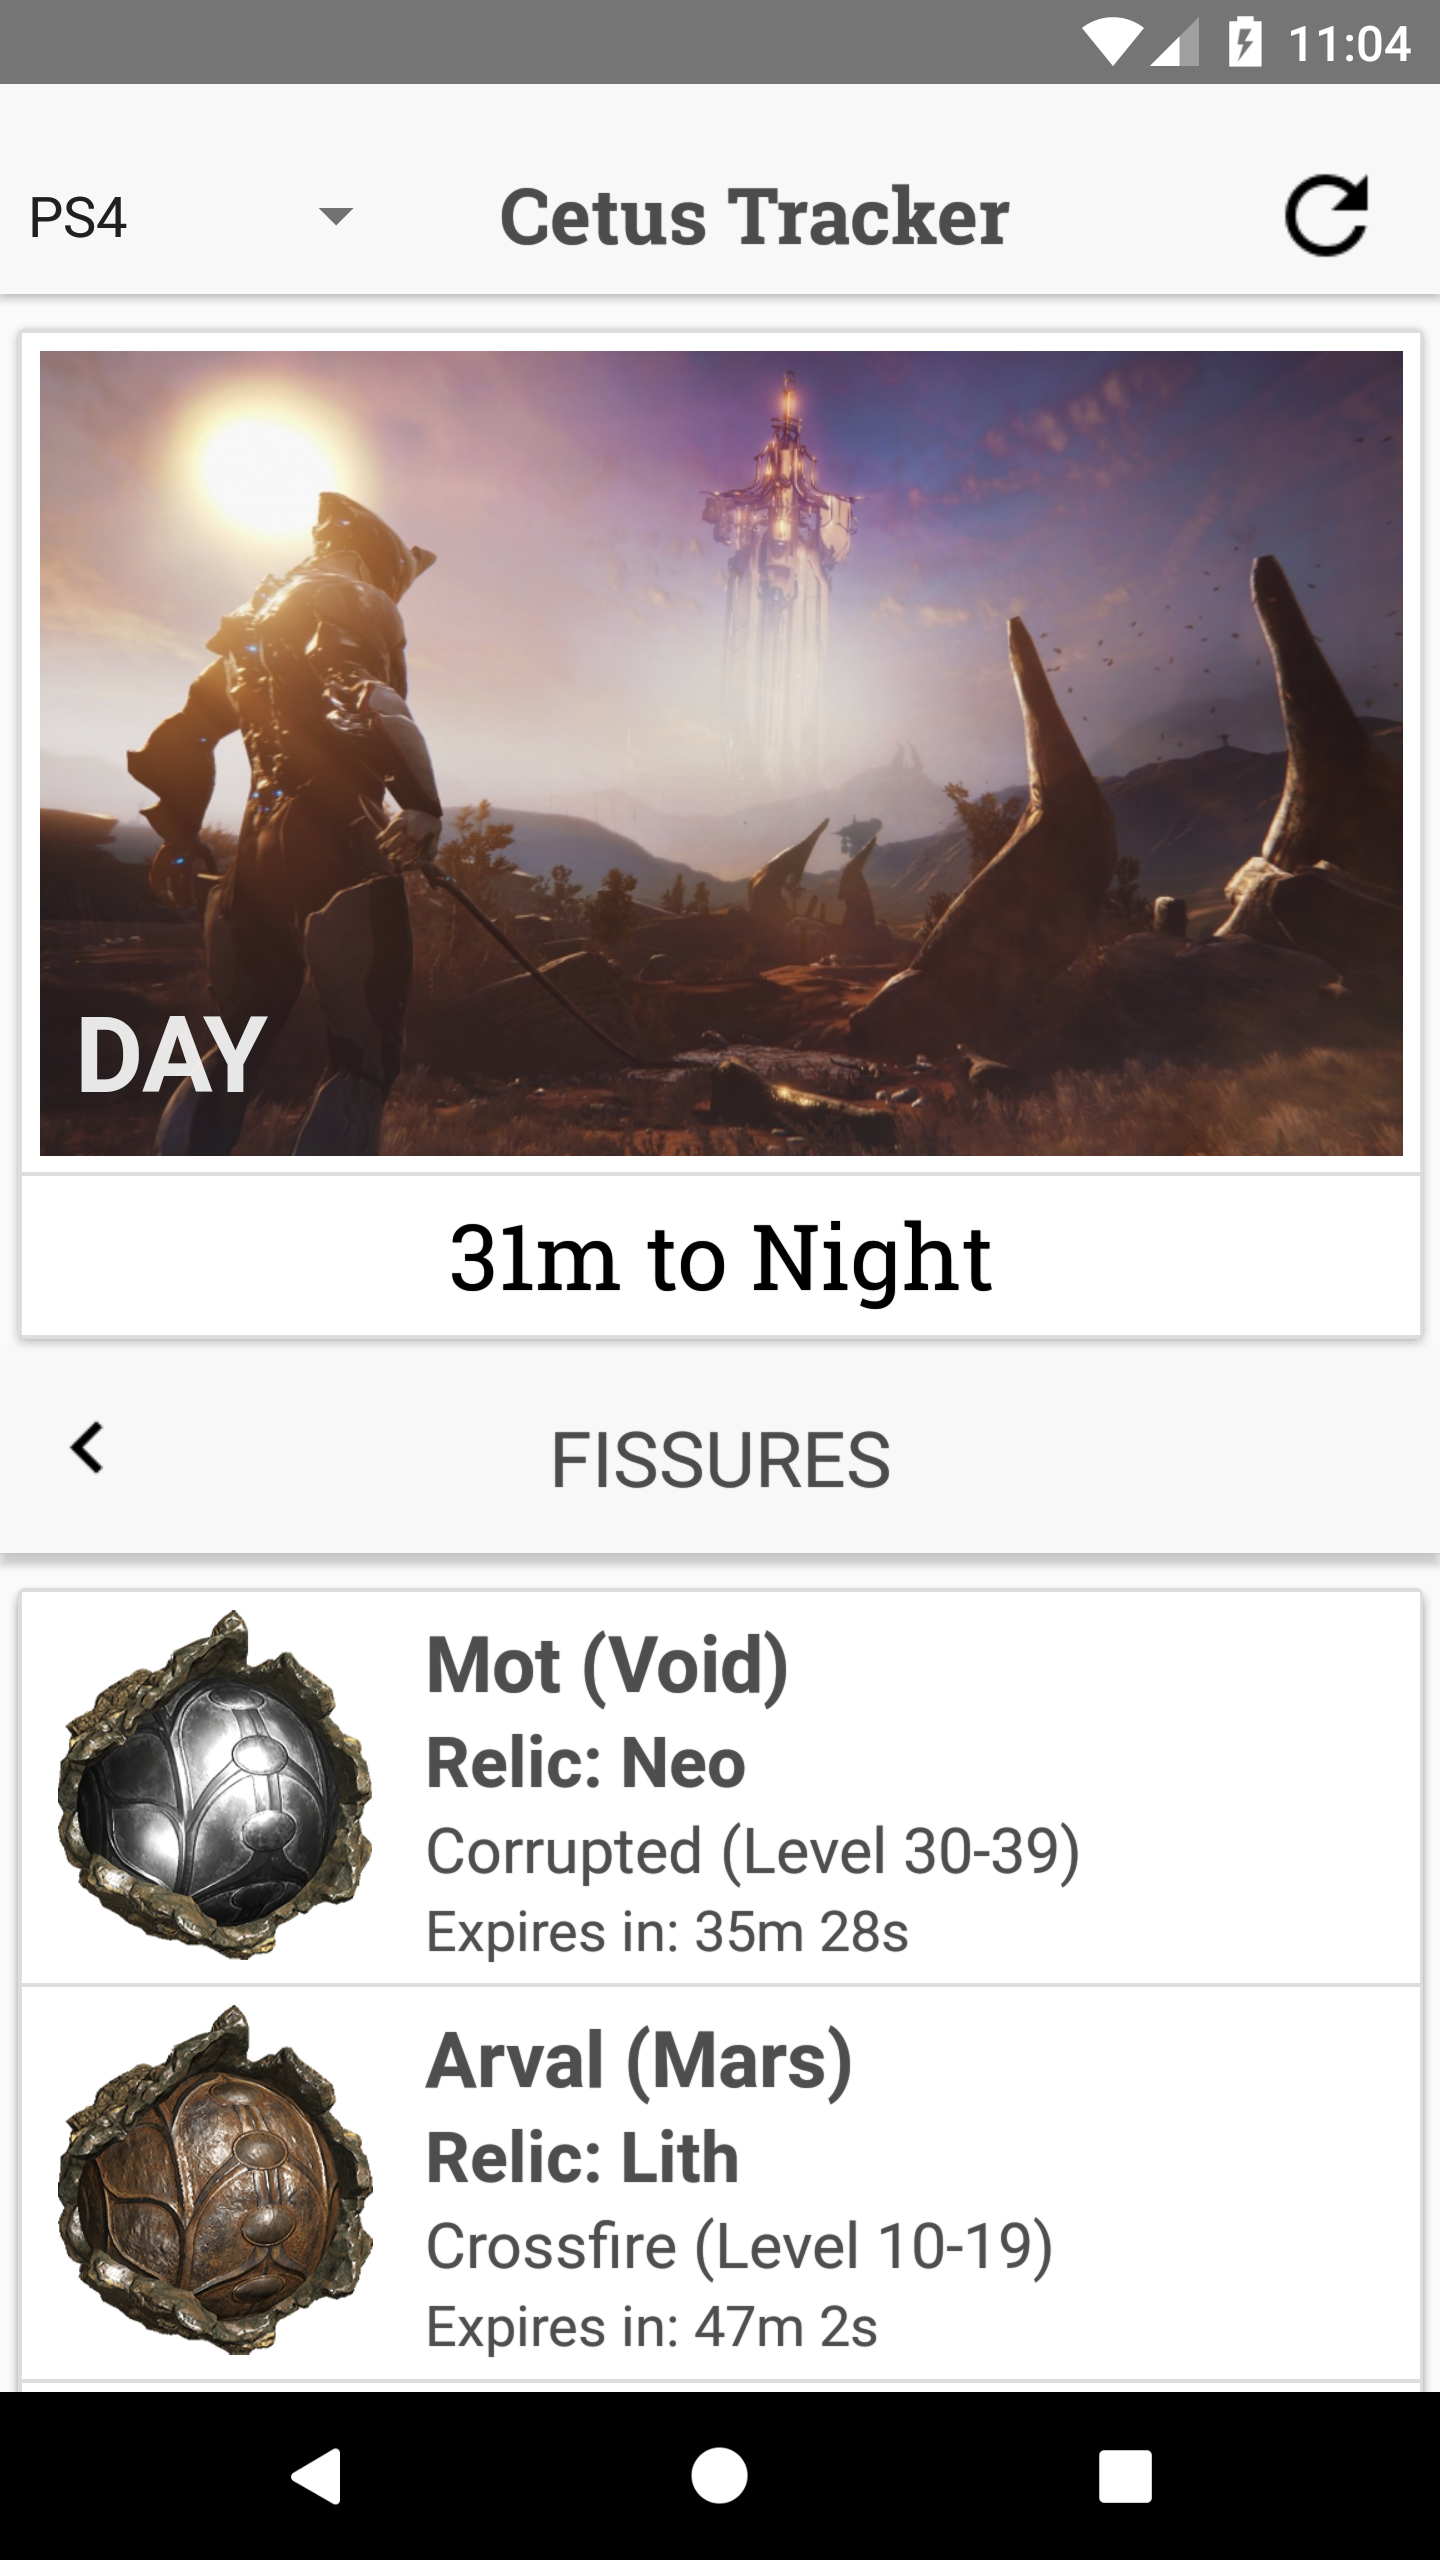 11:04
PS4
Cetus Tracker
DAY
31m to Night
FISSURES
Mot (Void)
Relic: Neo
Corrupted (Level 30-39)
Expires in: 35m 28s
Arval (Mars)
Relic: Lith
Crossfire (Level 10-19)
Expires in: 47m 2s